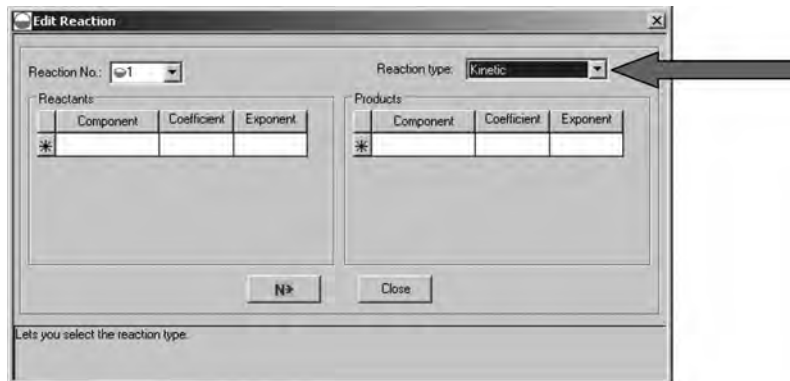 Edit Reaction
Reaction No.: 1 Reaction type: Kinetic
Reactants Products
Component Coefficient Exponent Component Coefficient Exponent
N
Close
Lets you select the reaction type.